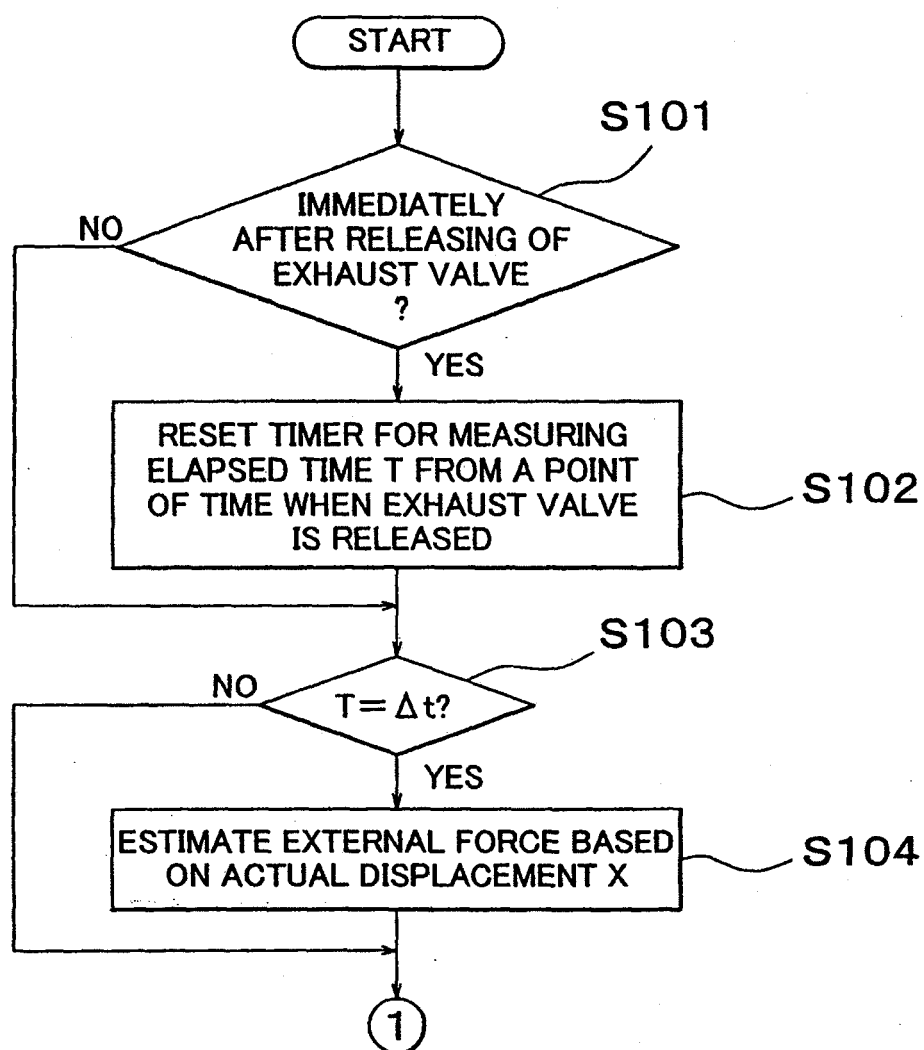 START
S101
IMMEDIATELY
AFTER RELEASING OF
EXHAUST VALVE
?
NO
YES
RESET TIMER FOR MEASURING
ELAPSED TIME T FROM A POINT
OF TIME WHEN EXHAUST VALVE
IS RELEASED
S102
S103
NO
T=Δt?
YES
ESTIMATE EXTERNAL FORCE BASED
ON ACTUAL DISPLACEMENT X
S104
1